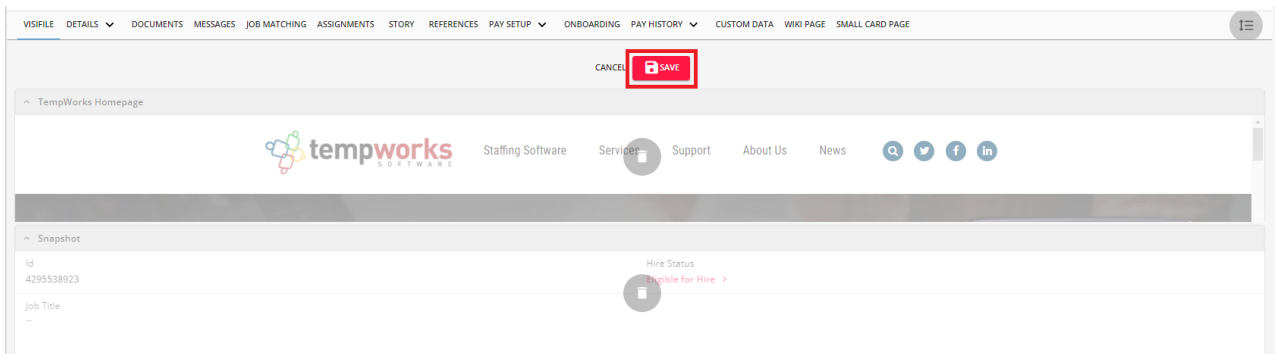 VISIFILE DETAILS DOCUMENTS MESSAGES JOB MATCHING ASSIGNMENTS STORY REFERENCES PAY SETUP ONBOARDING PAY HISTORY CUSTOM DATA WIKI PAGE SMALL CARD PAGE
CANCEL SAVE
TempWorks Homepage
tempworks Staffing Software Services Support About Us News
SOFTWARE
Snapshot
Id Hire Status
4295538923 Eligible for Hire >
Job Title
--